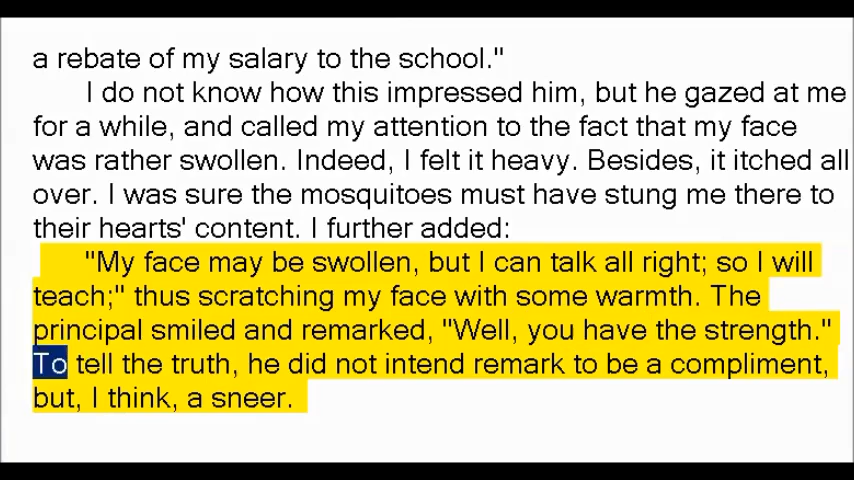 a rebate of my salary to the school."
I do not know how this impressed him, but he gazed at me
for a while, and called my attention to the fact that my face
was rather swollen. Indeed, I felt it heavy. Besides, it itched all
over. I was sure the mosquitoes must have stung me there to
their hearts' content. I further added:
"My face may be swollen, but I can talk all right; so I will
teach;" thus scratching my face with some warmth. The
principal smiled and remarked, "Well, you have the strength."
To tell the truth, he did not intend remark to be a compliment,
but, I think, a sneer.